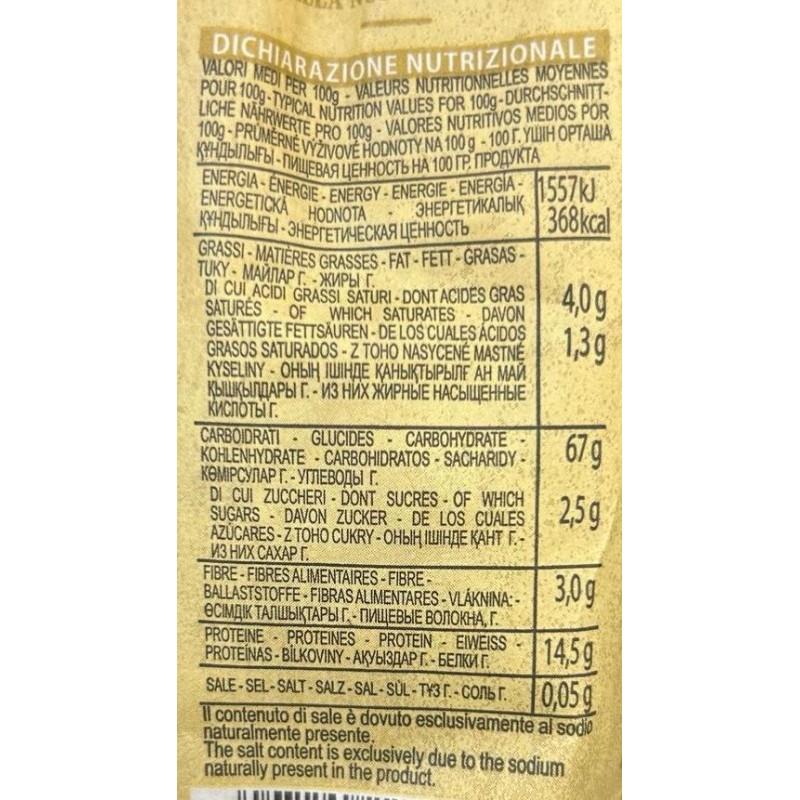 DICHIARAZIONE NUTRIZIONALE
VALORI MEDI PER 100g - VALEURS NUTRITIONNELLES MOYENNES
POUR 100g - TYPICAL NUTRITION VALUES FOR 100g - DURCHSCHNITT-
LICHE NÄHRWERTE PRO 100g - VALORES NUTRITIVOS MEDIOS POR
100g - PRŮMĚRNÉ VÝŽIVOVÉ HODNOTY NA 100 g - 100 Г. ҮШІН ОРТАША
ҚҰНДЫЛЫҒЫ - ПИЩЕВАЯ ЦЕННОСТЬ НА 100 ГР. ПРОДУКТА
ENERGIA - ÉNERGIE - ENERGY - ENERGIE - ENERGÍA - 1557kJ
ENERGETICKÁ HODNOTA - ЭНЕРГЕТИКАЛЫҚ 368kcal
ҚҰНДЫЛЫҒЫ - ЭНЕРГЕТИЧЕСКАЯ ЦЕННОСТЬ
GRASSI - MATIÈRES GRASSES - FAT - FETT - GRASAS -
TUKY - МАЙЛАР Г. - ЖИРЫ Г. 4,0 g
DI CUI ACIDI GRASSI SATURI - DONT ACIDES GRAS
SATURÉS - OF WHICH SATURATES - DAVON
GESÄTTIGTE FETTSÄUREN - DE LOS CUALES ÁCIDOS 1,3 g
GRASOS SATURADOS - Z TOHO NASYCENÉ MASTNÉ
KYSELINY - ОНЫҢ ІШІНДЕ ҚАНЫҚТЫРЫЛҒАН МАЙ
ҚЫШҚЫЛДАРЫ Г. - ИЗ НИХ ЖИРНЫЕ НАСЫЩЕННЫЕ
КИСЛОТЫ Г.
CARBOIDRATI - GLUCIDES - CARBOHYDRATE - 67 g
KOHLENHYDRATE - CARBOHIDRATOS - SACHARIDY -
КӨМІРСУЛАР Г. - УГЛЕВОДЫ Г.
DI CUI ZUCCHERI - DONT SUCRES - OF WHICH
SUGARS - DAVON ZUCKER - DE LOS CUALES 2,5 g
AZÚCARES - Z TOHO CUKRY - ОНЫҢ ІШІНДЕ ҚАНТ Г. -
ИЗ НИХ САХАР Г.
FIBRE - FIBRES ALIMENTAIRES - FIBRE -
BALLASTSTOFFE - FIBRAS ALIMENTARES - VLÁKNINA: - 3,0 g
ӨСІМДІК ТАЛШЫҚТАРЫ Г. - ПИЩЕВЫЕ ВОЛОКНА, Г.
PROTEINE - PROTÉINES - PROTEIN - EIWEISS -
PROTEÍNAS - BÍLKOVINY - АҚУЫЗДАР Г. - БЕЛКИ Г. 14,5 g
SALE - SEL - SALT - SALZ - SAL - SŮL - ТҰЗ Г. - СОЛЬ Г. 0,05 g
Il contenuto di sale è dovuto esclusivamente al sodio
naturalmente presente.
The salt content is exclusively due to the sodium
naturally present in the product.